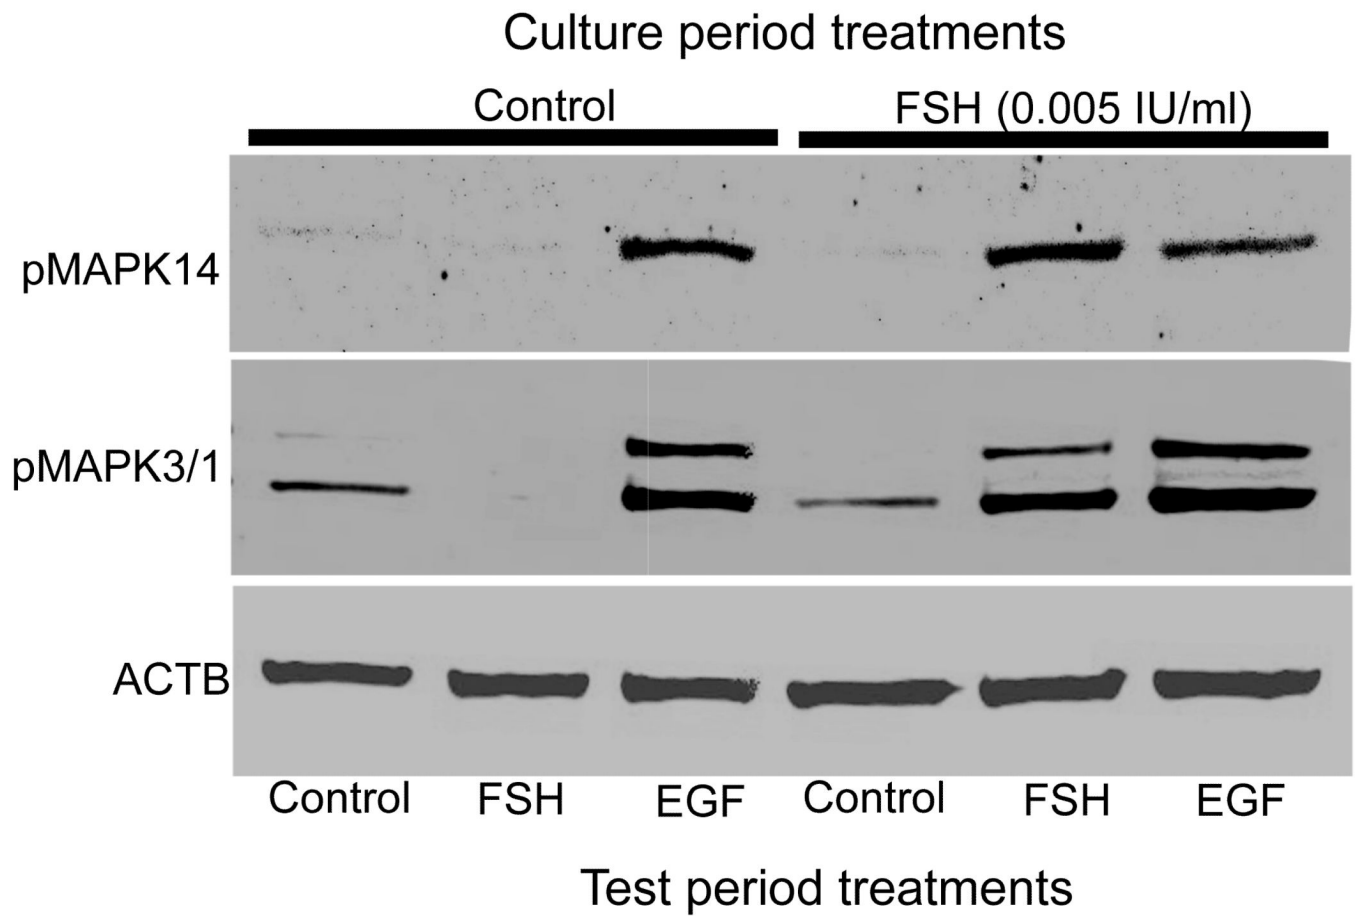 Culture period treatments
Control
FSH (0.005 IU/ml)
pMAPK14
pMAPK3/1
ACTB
Control FSH EGF Control FSH EGF
Test period treatments